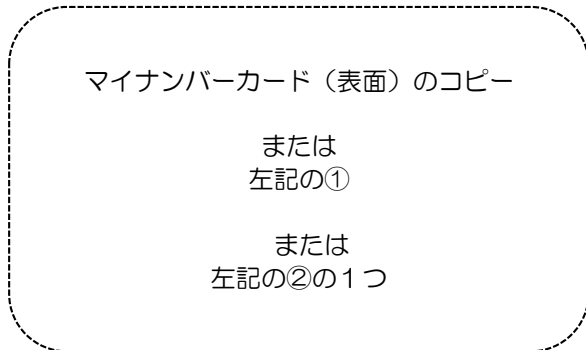 マイナンバーカード（表面）のコピー
または
左記の①
または
左記の②の１つ